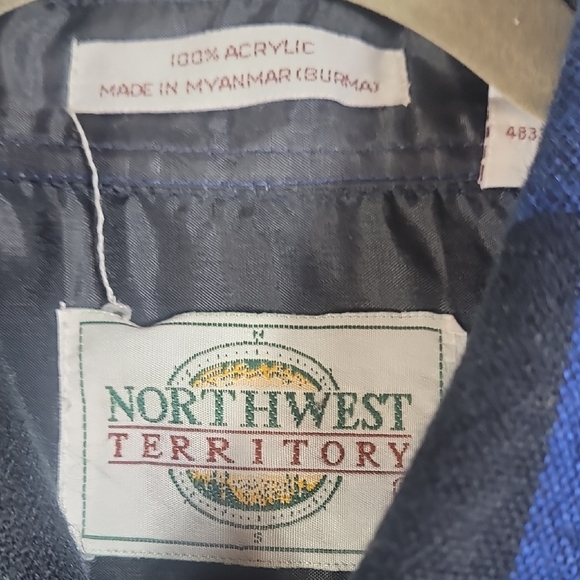 100% ACRYLIC
MADE IN MYANMAR (BURMA)
N
NORTHWEST
TERRITORY
S